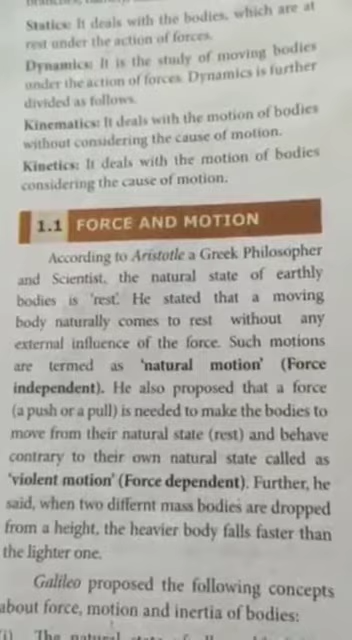 Statics: It deals with the bodies, which are at
rest under the action of forces.
Dynamics: It is the study of moving bodies
under the action of forces. Dynamics is further
divided as follows.
Kinematics: It deals with the motion of bodies
without considering the cause of motion.
Kinetics: It deals with the motion of bodies
considering the cause of motion.
1.1 FORCE AND MOTION
According to Aristotle a Greek Philosopher
and Scientist, the natural state of earthly
bodies is 'rest'. He stated that a moving
body naturally comes to rest without any
external influence of the force. Such motions
are termed as 'natural motion' (Force
independent). He also proposed that a force
(a push or a pull) is needed to make the bodies to
move from their natural state (rest) and behave
contrary to their own natural state called as
'violent motion' (Force dependent). Further, he
said, when two differnt mass bodies are dropped
from a height, the heavier body falls faster than
the lighter one.
Galileo proposed the following concepts
about force, motion and inertia of bodies:
The natural state of